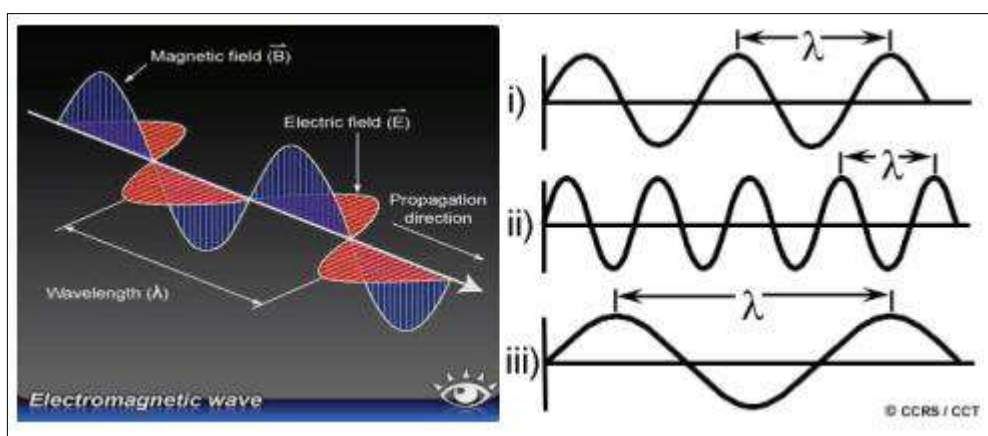 Magnetic field (B)
Electric field (E)
Propagation
direction
Wavelength (λ)
Electromagnetic wave
i)
λ
ii)
λ
iii)
λ
© CCRS / CCT